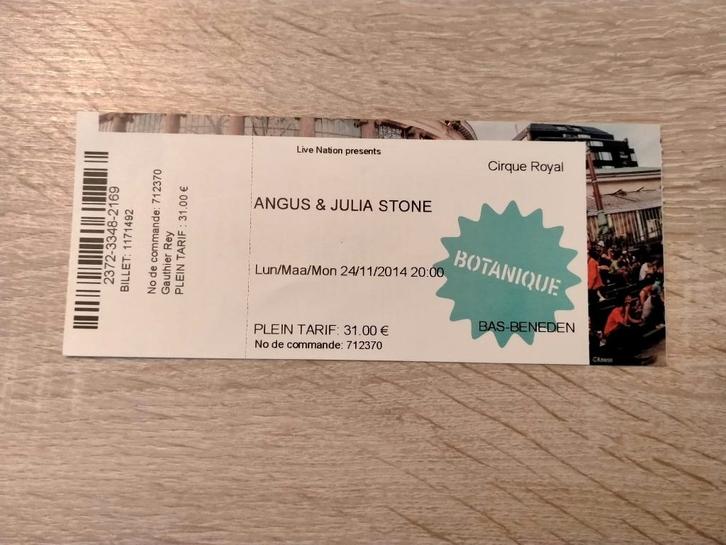 2372-3348-2169
BILLET: 1171492
No de commande: 712370
Gauthier Rey
PLEIN TARIF : 31.00 €
Live Nation presents
Cirque Royal
ANGUS & JULIA STONE
Lun/Maa/Mon 24/11/2014 20:00
BOTANIQUE
PLEIN TARIF: 31.00 €
BAS-BENEDEN
No de commande: 712370